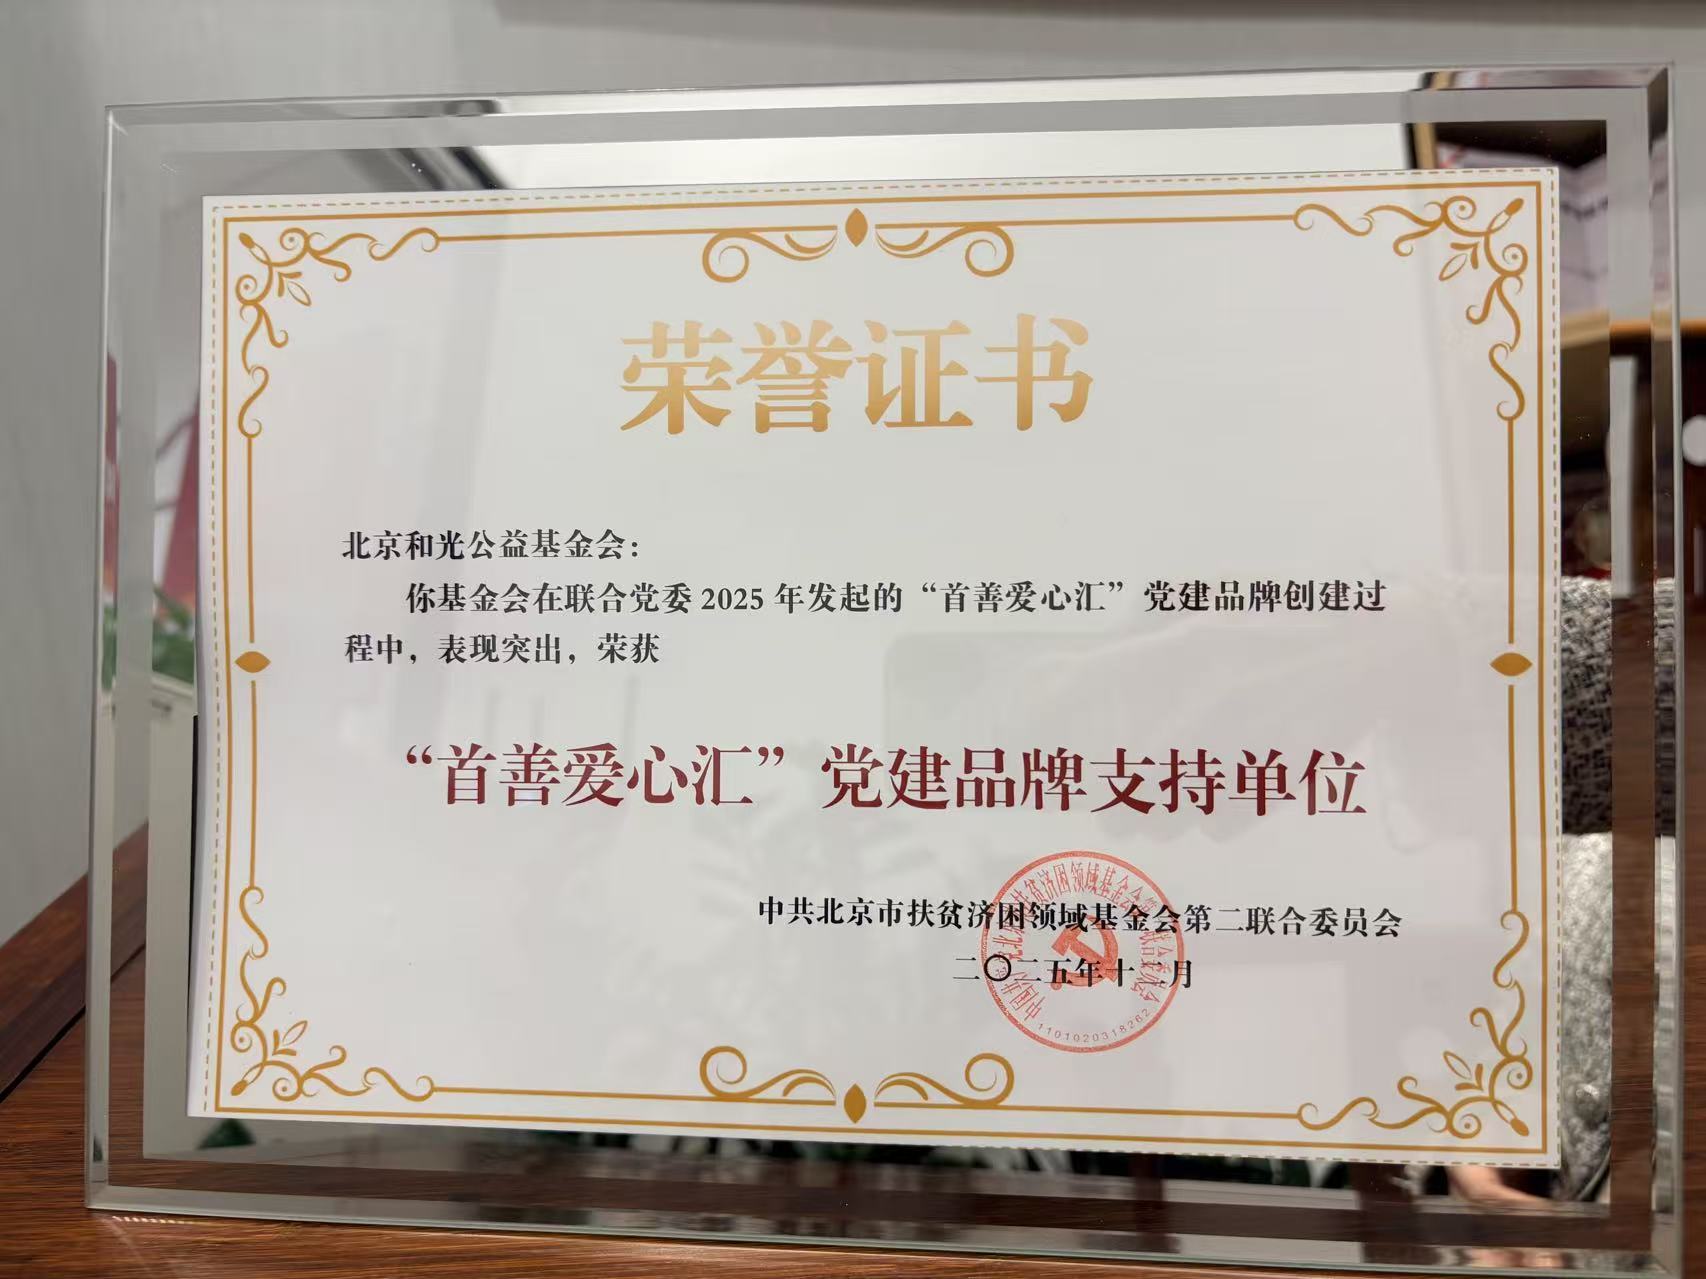 荣誉证书
北京和光公益基金会：
你基金会在联合党委2025年发起的“首善爱心汇”党建品牌创建过
程中，表现突出，荣获
“首善爱心汇”党建品牌支持单位
中共北京市扶贫济困领域基金会第二联合委员会
二〇二五年十二月
1101020318262